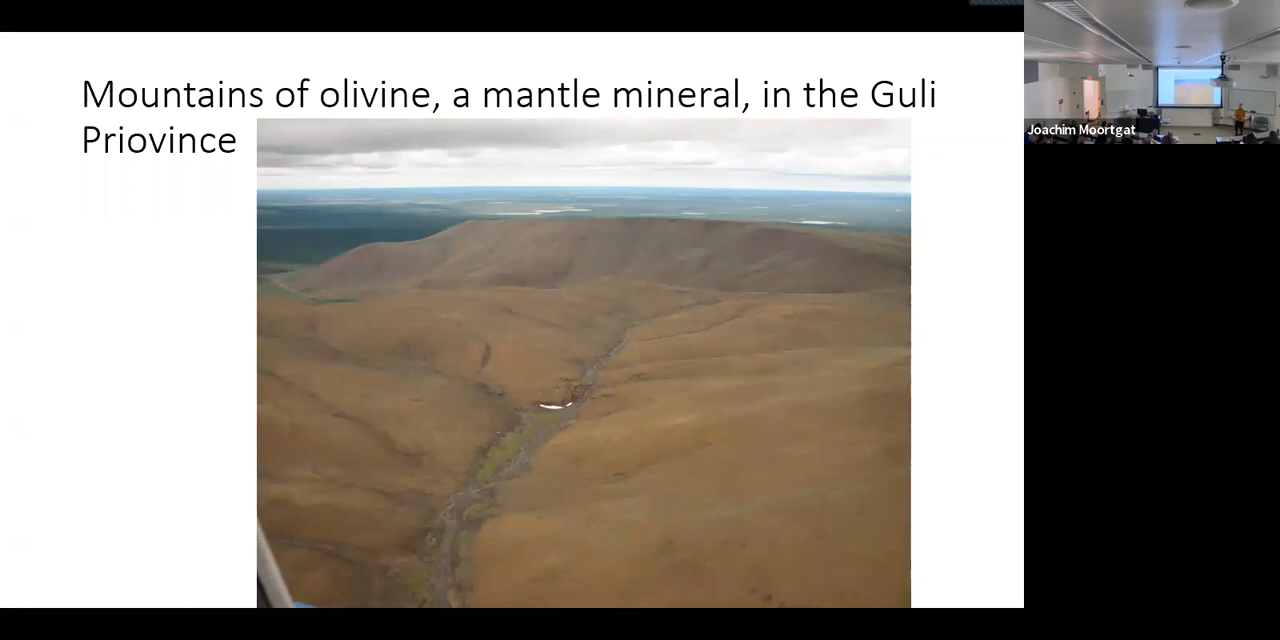 Mountains of olivine, a mantle mineral, in the Guli
Priovince
Joachim Moortgat